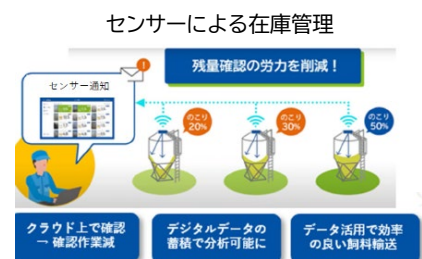 センサーによる在庫管理
残量確認の労力を削減！
センサー通知
のこり
20%
のこり
30%
のこり
50%
クラウド上で確認
→ 確認作業減
デジタルデータの
蓄積で分析可能に
データ活用で効率
の良い飼料輸送